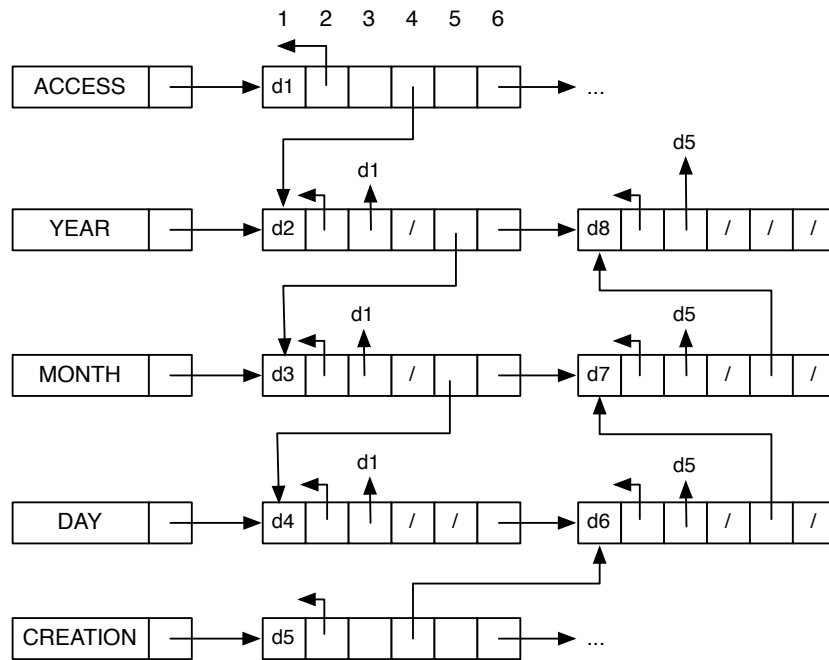 1 2 3 4 5 6
ACCESS d1 ...
d1 d5
YEAR d2 / d8 / / /
d1 d5
MONTH d3 / d7 / /
d1 d5
DAY d4 / / d6 / /
CREATION d5 ...